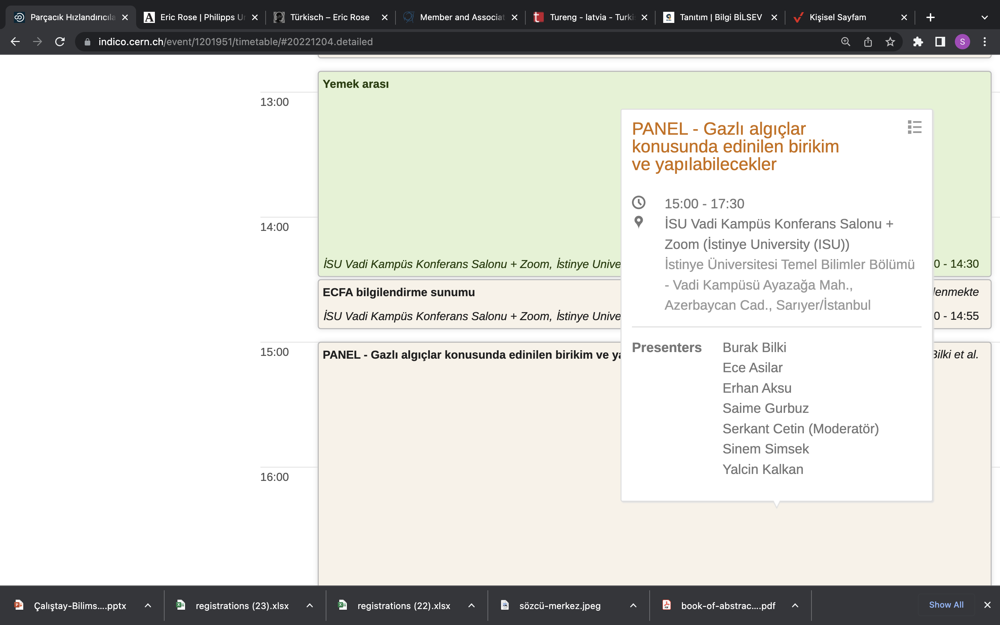 Parçacık Hızlandırıcıla
Eric Rose | Philipps Ur
Türkisch – Eric Rose
Member and Associat
Tureng - latvia - Turkis
Tanıtım | Bilgi BİLSEV
Kişisel Sayfam
indico.cern.ch/event/1201951/timetable/#20221204.detailed
S
Yemek arası
13:00
14:00
İSU Vadi Kampüs Konferans Salonu + Zoom, İstinye Unive
0 - 14:30
ECFA bilgilendirme sunumu
lenmekte
İSU Vadi Kampüs Konferans Salonu + Zoom, İstinye Unive
0 - 14:55
15:00
PANEL - Gazlı algıçlar konusunda edinilen birikim ve ya
Bilki et al.
16:00
PANEL - Gazlı algıçlar
konusunda edinilen birikim
ve yapılabilecekler
15:00 - 17:30
İSU Vadi Kampüs Konferans Salonu +
Zoom (İstinye University (ISU))
İstinye Üniversitesi Temel Bilimler Bölümü
- Vadi Kampüsü Ayazağa Mah.,
Azerbaycan Cad., Sarıyer/İstanbul
Presenters Burak Bilki
Ece Asilar
Erhan Aksu
Saime Gurbuz
Serkant Cetin (Moderatör)
Sinem Simsek
Yalcin Kalkan
Çalıştay-Bilims....pptx
registrations (23).xlsx
registrations (22).xlsx
sözcü-merkez.jpeg
book-of-abstrac....pdf
Show All